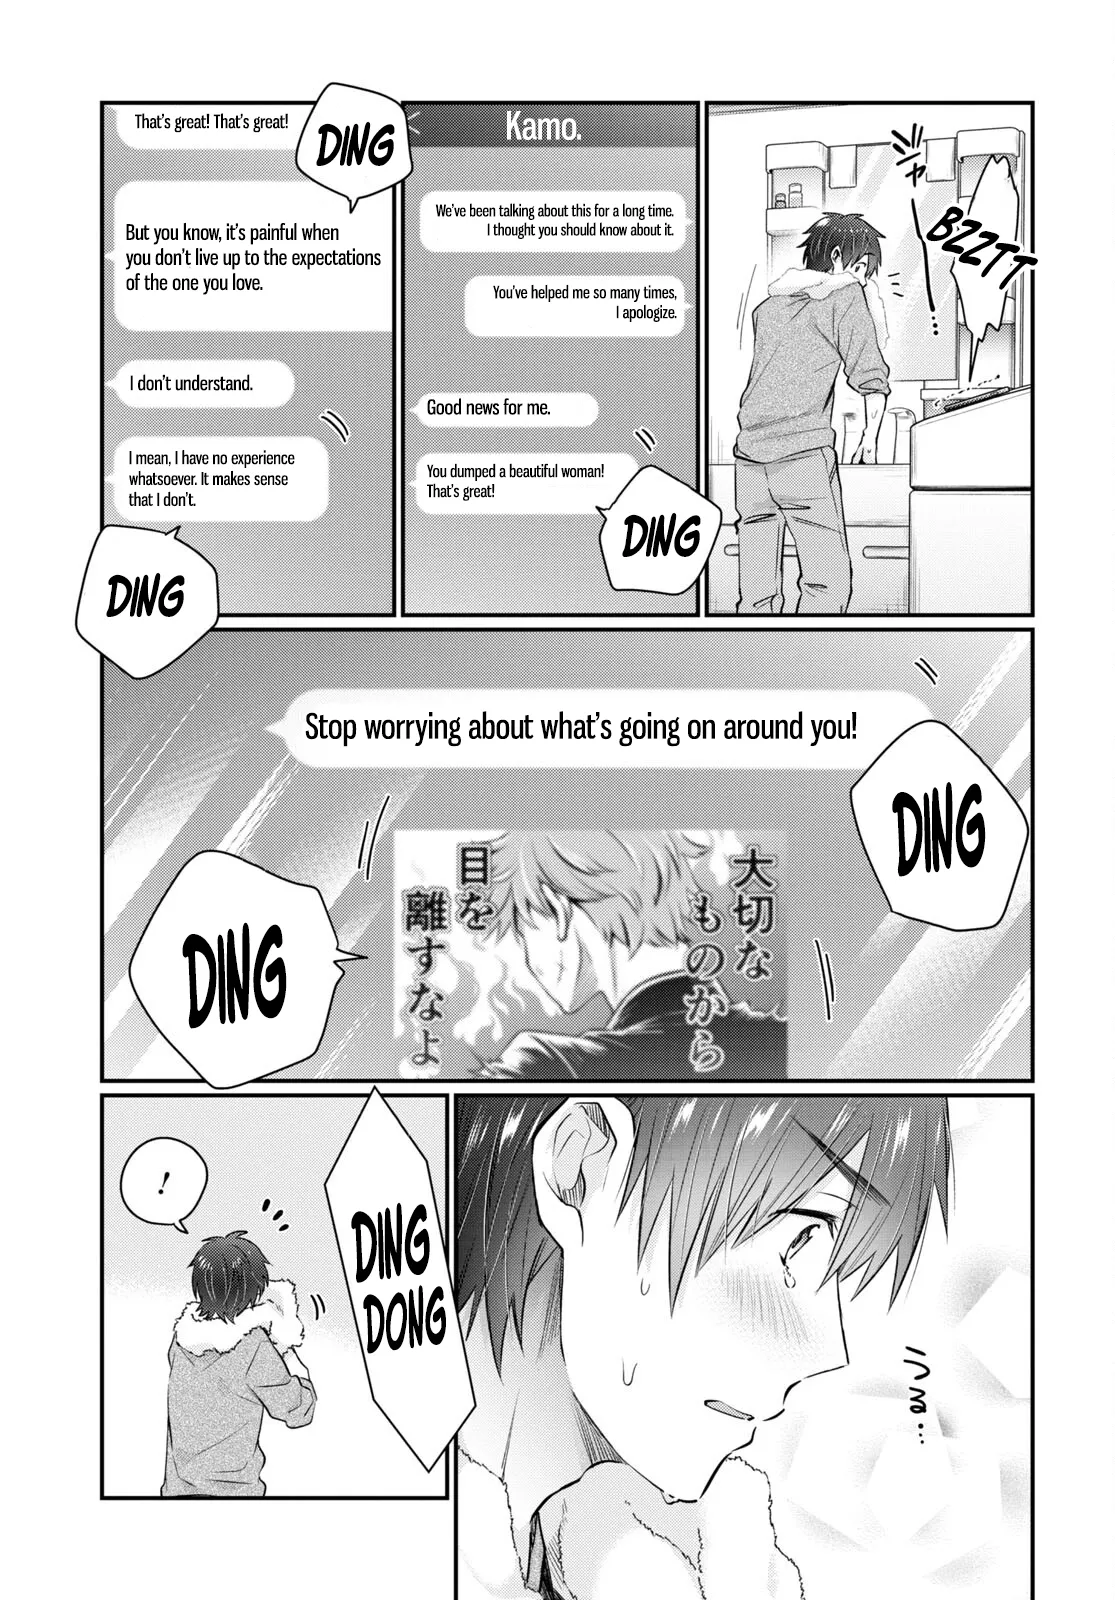 BZZTT
…
Kamo.
We've been talking about this for a long time.
I thought you should know about it.
You've helped me so many times,
I apologize.
Good news for me.
You dumped a beautiful woman!
That's great!
DING
That's great! That's great!
DING
But you know, it's painful when
you don't live up to the expectations
of the one you love.
I don't understand.
I mean, I have no experience
whatsoever. It makes sense
that I don't.
DING
Stop worrying about what's going on around you!
DING
大切な
ものから
目を
離すなよ
DING
うる…
DING
DONG
!